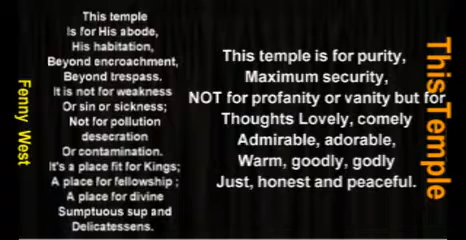 This temple
Is for His abode,
His habitation,
Beyond encroachment,
Beyond trespass.
It is not for weakness
Or sin or sickness;
Not for pollution
desecration
Or contamination.
It's a place fit for Kings;
A place for fellowship ;
A place for divine
Sumptuous sup and
Delicatessens.
This temple is for purity,
Maximum security,
NOT for profanity or vanity but for
Thoughts Lovely, comely
Admirable, adorable,
Warm, goodly, godly
Just, honest and peaceful.
This Temple
Fenny West